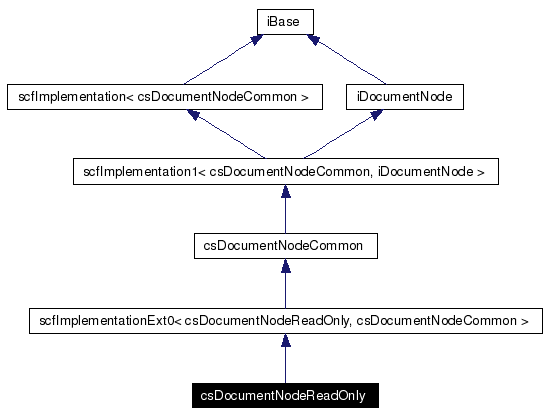 iBase
scfImplementation< csDocumentNodeCommon >
iDocumentNode
scfImplementation1< csDocumentNodeCommon, iDocumentNode >
csDocumentNodeCommon
scfImplementationExt0< csDocumentNodeReadOnly, csDocumentNodeCommon >
csDocumentNodeReadOnly